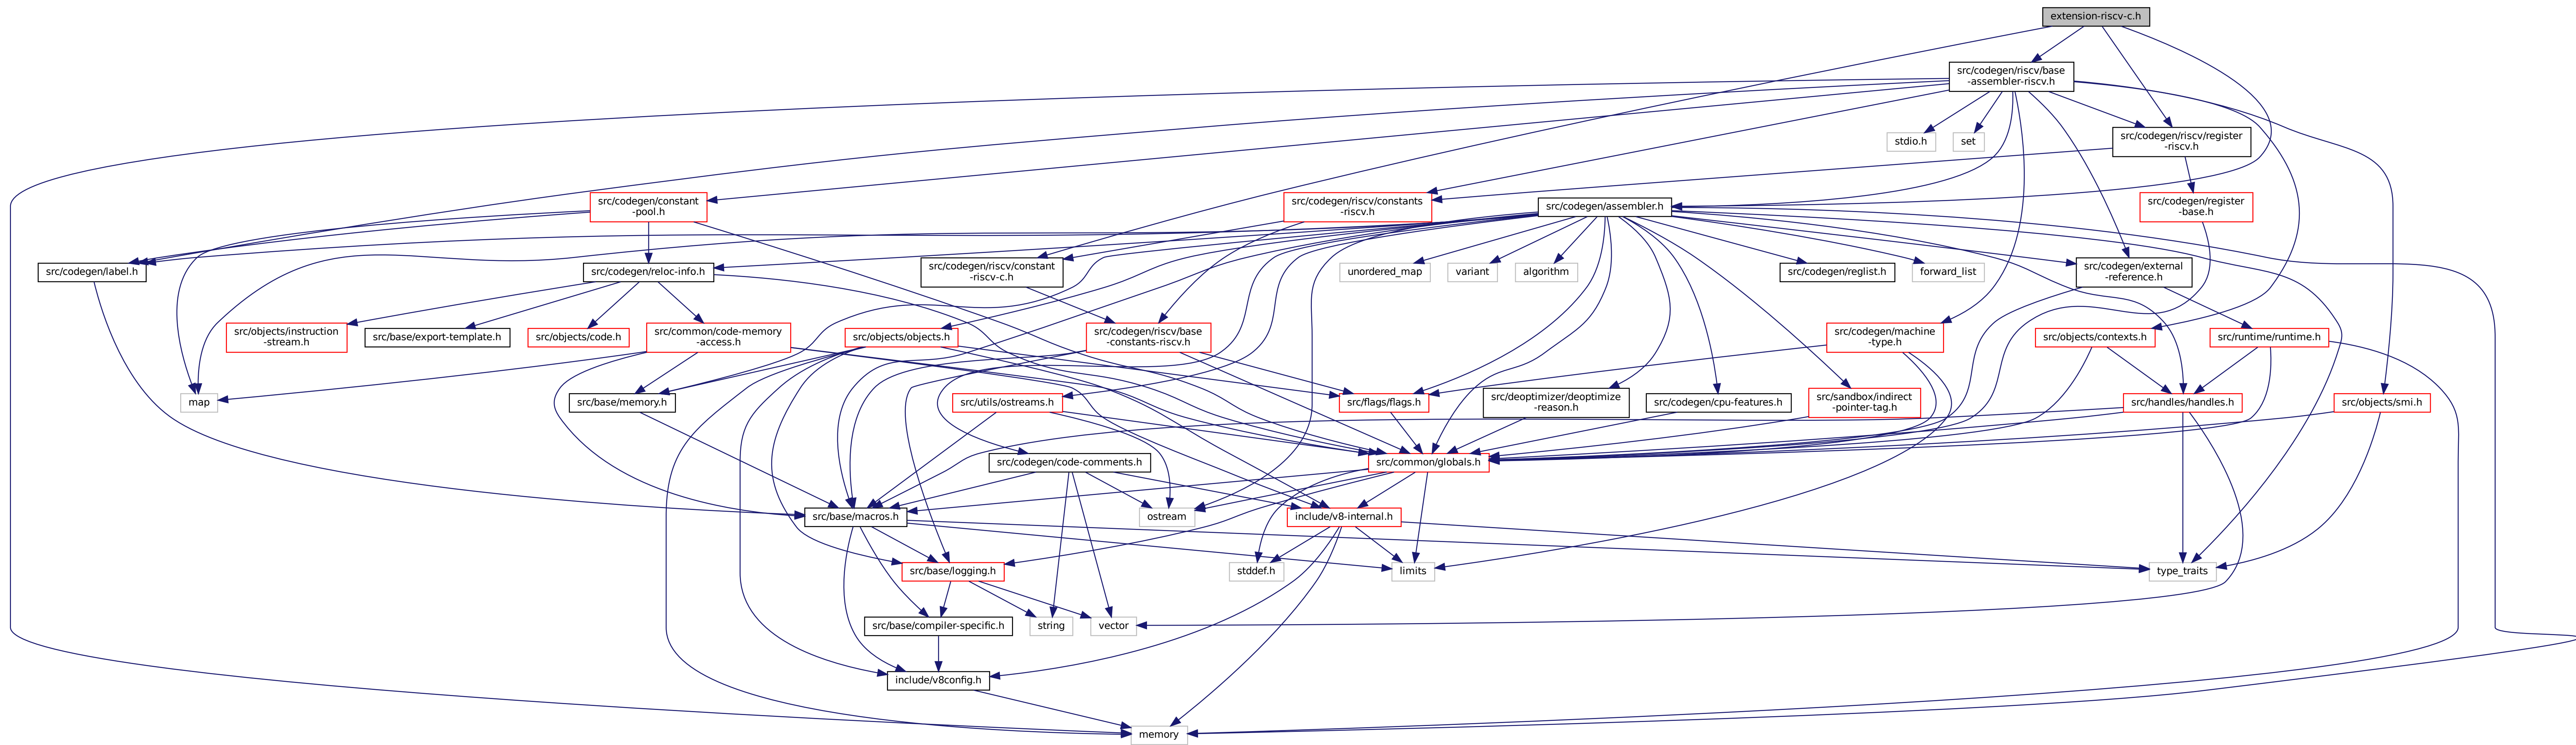 extension-riscv-c.h
src/codegen/riscv/base
-assembler-riscv.h
stdio.h
set
src/codegen/riscv/register
-riscv.h
src/codegen/constant
-pool.h
src/codegen/riscv/constants
-riscv.h
src/codegen/assembler.h
src/codegen/register
-base.h
src/codegen/label.h
src/codegen/reloc-info.h
src/codegen/riscv/constant
-riscv-c.h
unordered_map
variant
algorithm
src/codegen/reglist.h
forward_list
src/codegen/external
-reference.h
src/objects/instruction
-stream.h
src/base/export-template.h
src/objects/code.h
src/common/code-memory
-access.h
src/objects/objects.h
src/codegen/riscv/base
-constants-riscv.h
src/codegen/machine
-type.h
src/objects/contexts.h
src/runtime/runtime.h
map
src/base/memory.h
src/utils/ostreams.h
src/flags/flags.h
src/deoptimizer/deoptimize
-reason.h
src/codegen/cpu-features.h
src/sandbox/indirect
-pointer-tag.h
src/handles/handles.h
src/objects/smi.h
src/codegen/code-comments.h
src/common/globals.h
src/base/macros.h
ostream
include/v8-internal.h
src/base/logging.h
stddef.h
limits
type_traits
src/base/compiler-specific.h
string
vector
include/v8config.h
memory